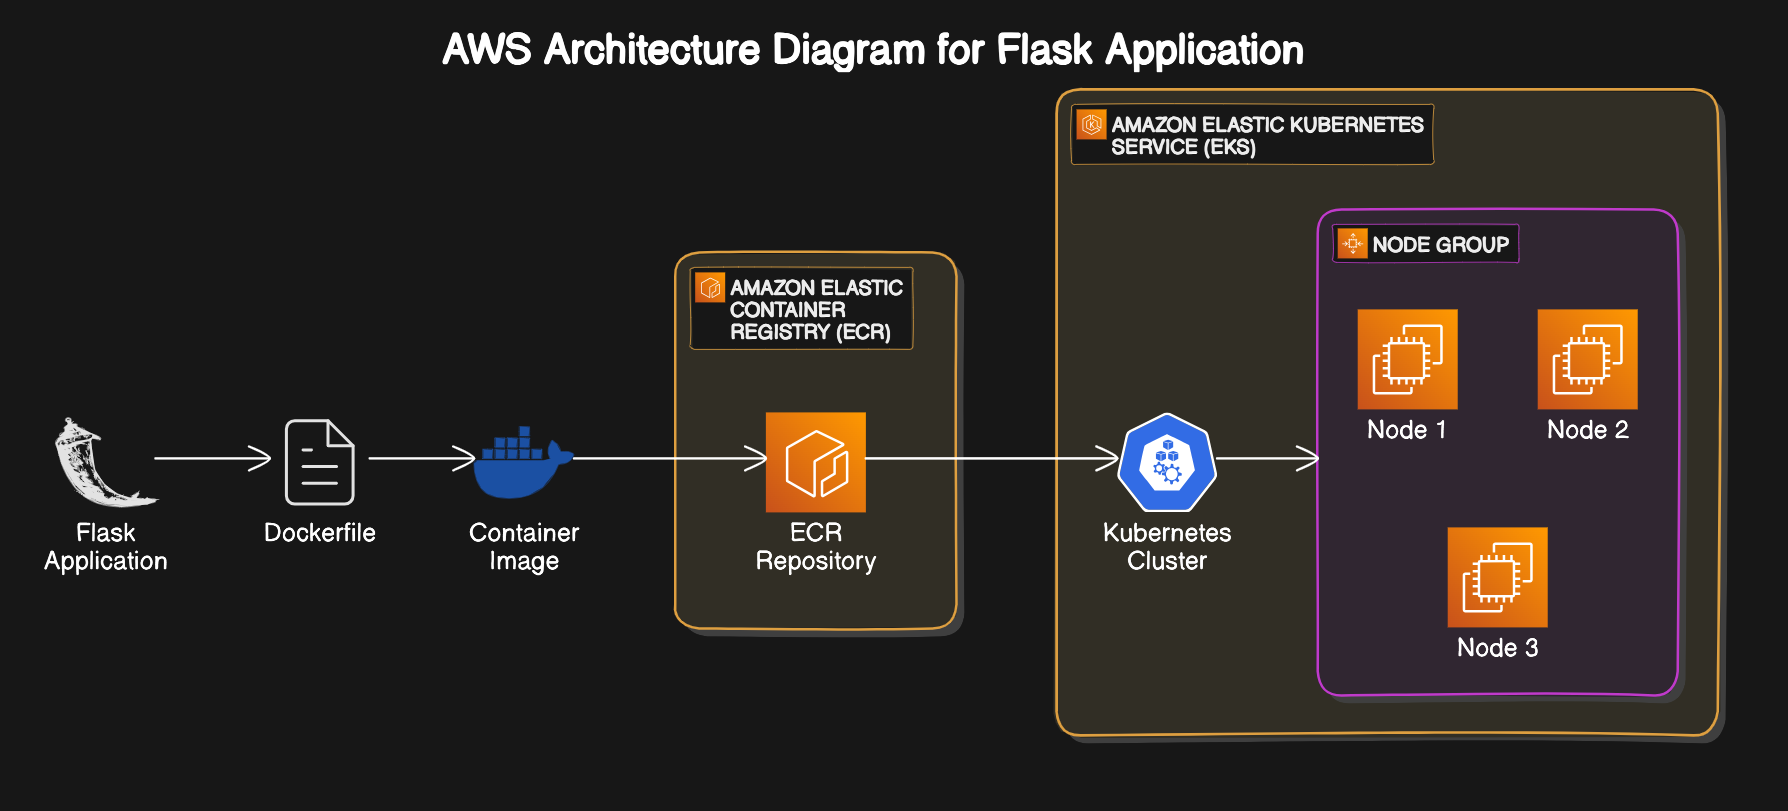 AWS Architecture Diagram for Flask Application
AMAZON ELASTIC KUBERNETES
SERVICE (EKS)
NODE GROUP
AMAZON ELASTIC
CONTAINER
REGISTRY (ECR)
Node 1
Node 2
Flask
Application
Dockerfile
Container
Image
ECR
Repository
Kubernetes
Cluster
Node 3